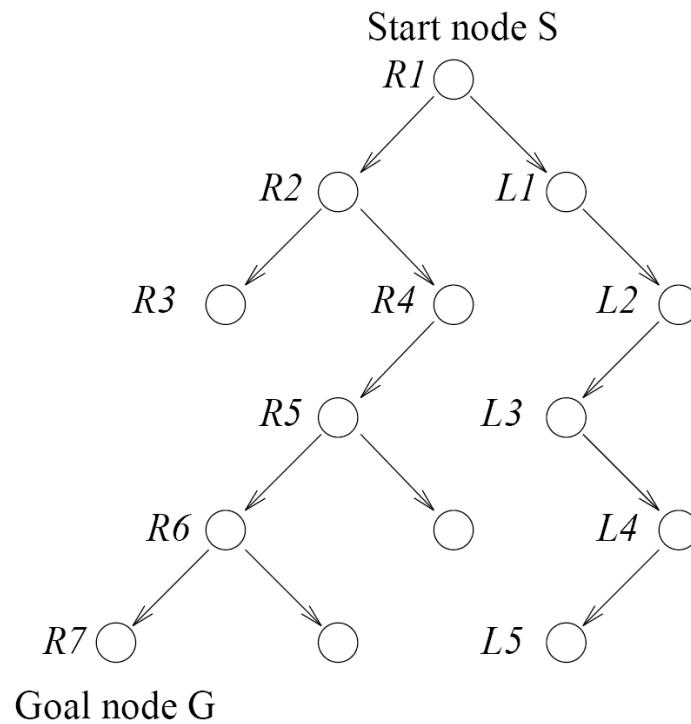 Start node S
R1
R2
L1
R3
R4
L2
R5
L3
R6
L4
R7
L5
Goal node G